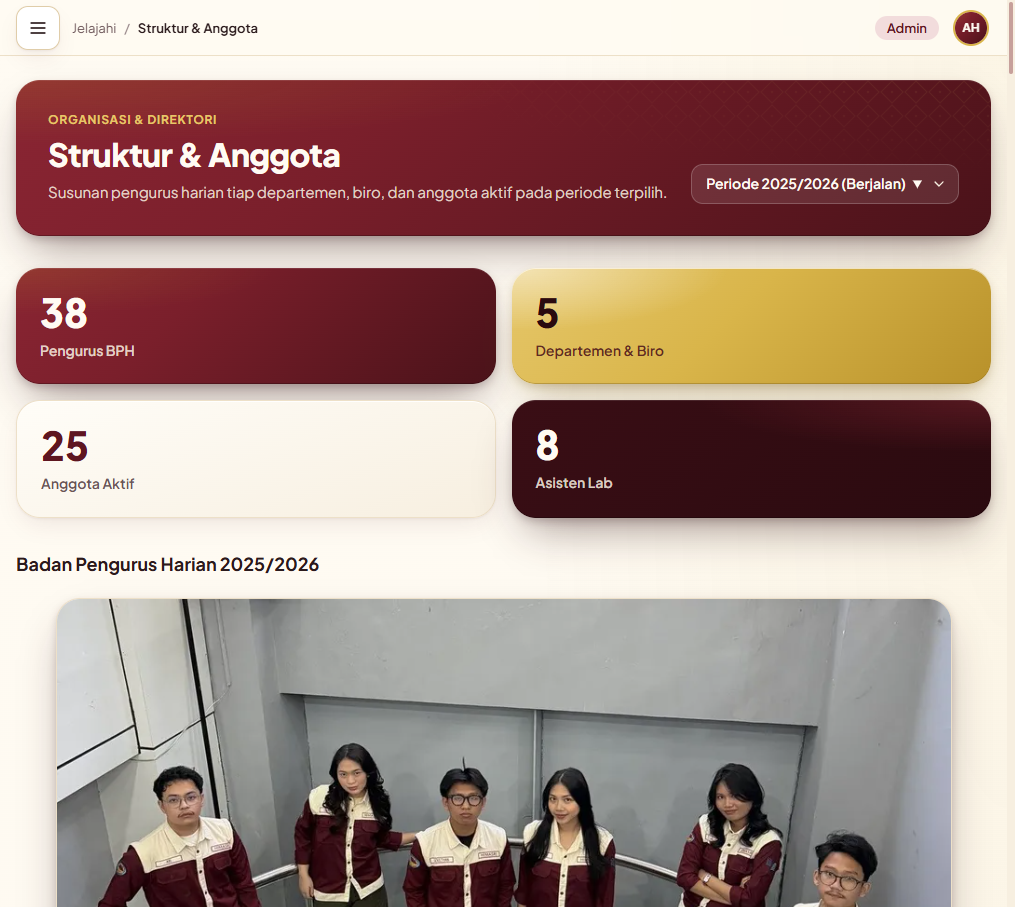 Jelajahi / Struktur & Anggota
Admin
AH
ORGANISASI & DIREKTORI
Struktur & Anggota
Susunan pengurus harian tiap departemen, biro, dan anggota aktif pada periode terpilih.
Periode 2025/2026 (Berjalan) ▼
38
Pengurus BPH
5
Departemen & Biro
25
Anggota Aktif
8
Asisten Lab
Badan Pengurus Harian 2025/2026